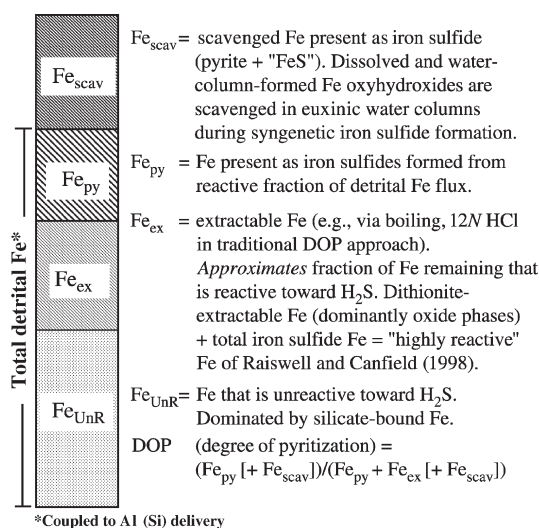 Fe_scav = scavenged Fe present as iron sulfide
(pyrite + "FeS"). Dissolved and water-
column-formed Fe oxyhydroxides are
scavenged in euxinic water columns
during syngenetic iron sulfide formation.
Fe_scav
Fe_py = Fe present as iron sulfides formed from
reactive fraction of detrital Fe flux.
Fe_py
Fe_ex = extractable Fe (e.g., via boiling, 12N HCl
in traditional DOP approach).
Approximates fraction of Fe remaining that
is reactive toward H2S. Dithionite-
extractable Fe (dominantly oxide phases)
+ total iron sulfide Fe = "highly reactive"
Fe of Raiswell and Canfield (1998).
Fe_ex
Total detrital Fe*
Fe_UnR = Fe that is unreactive toward H2S.
Dominated by silicate-bound Fe.
Fe_UnR
DOP (degree of pyritization) =
(Fe_py [+ Fe_scav])/(Fe_py + Fe_ex [+ Fe_scav])
*Coupled to Al (Si) delivery